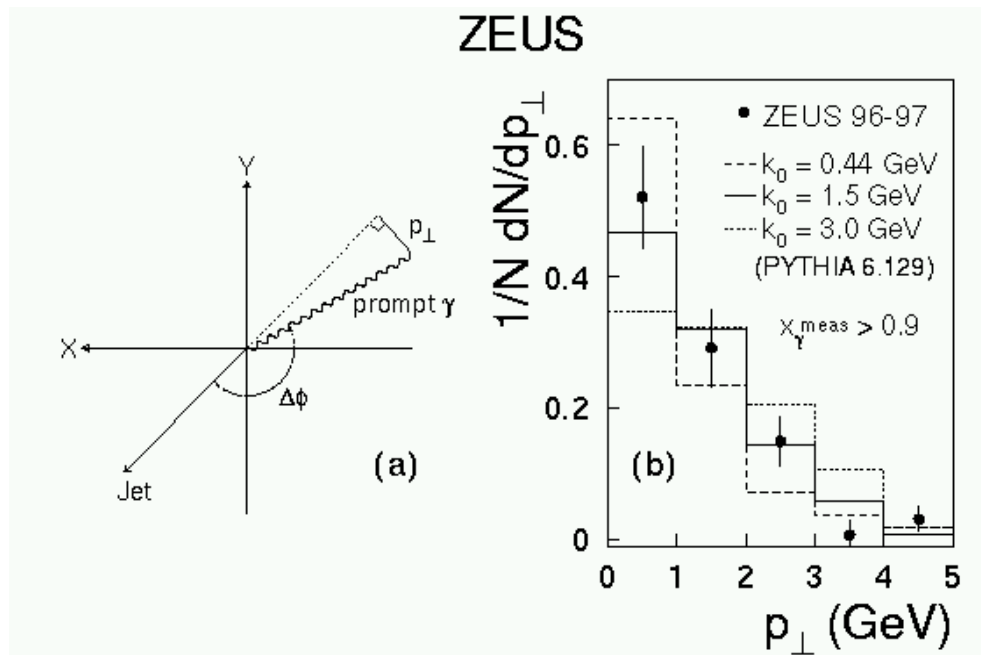 ZEUS
Y
X
p⊥
prompt γ
Δϕ
Jet
(a)
1/N dN/dp⊥
0.6
0.4
0.2
0
ZEUS 96-97
k₀ = 0.44 GeV
k₀ = 1.5 GeV
k₀ = 3.0 GeV
(PYTHIA 6.129)
xγ^meas > 0.9
(b)
0 1 2 3 4 5
p⊥ (GeV)